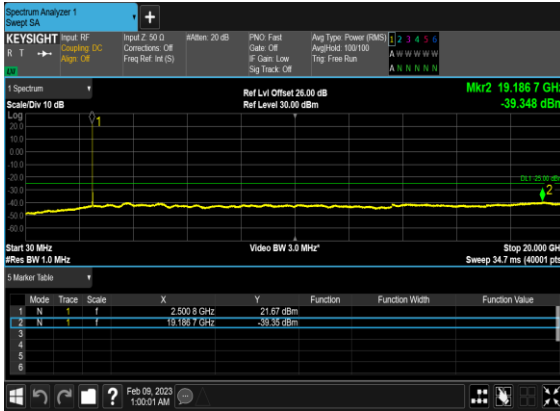 Spectrum Analyzer 1
Swept SA
+
KEYSIGHT Input: RF Input Z: 50 Ω #Atten: 20 dB PNO: Fast Avg Type: Power (RMS) 1 2 3 4 5 6
R T Coupling: DC Corrections: Off Gate: Off Avg|Hold: 100/100 A W W W W W
Align: Off Freq Ref: Int (S) IF Gain: Low Trig: Free Run
Sig Track: Off A N N N N N
1 Spectrum Ref Lvl Offset 26.00 dB Mkr2 19.186 7 GHz
Scale/Div 10 dB Ref Level 30.00 dBm -39.348 dBm
Log
20.0 1
10.0
0.00
-10.0
-20.0 DL1
-30.0 2
-40.0
-50.0
-60.0
Start 30 MHz Video BW 3.0 MHz* Stop 20.000 GH
#Res BW 1.0 MHz Sweep 34.7 ms (40001 pts
5 Marker Table
Mode Trace Scale X Y Function Function Width Function Value
1 N 1 f 2.500 8 GHz 21.67 dBm
2 N 1 f 19.186 7 GHz -39.35 dBm
3
4
5
6
? Feb 09, 2023
1:00:01 AM